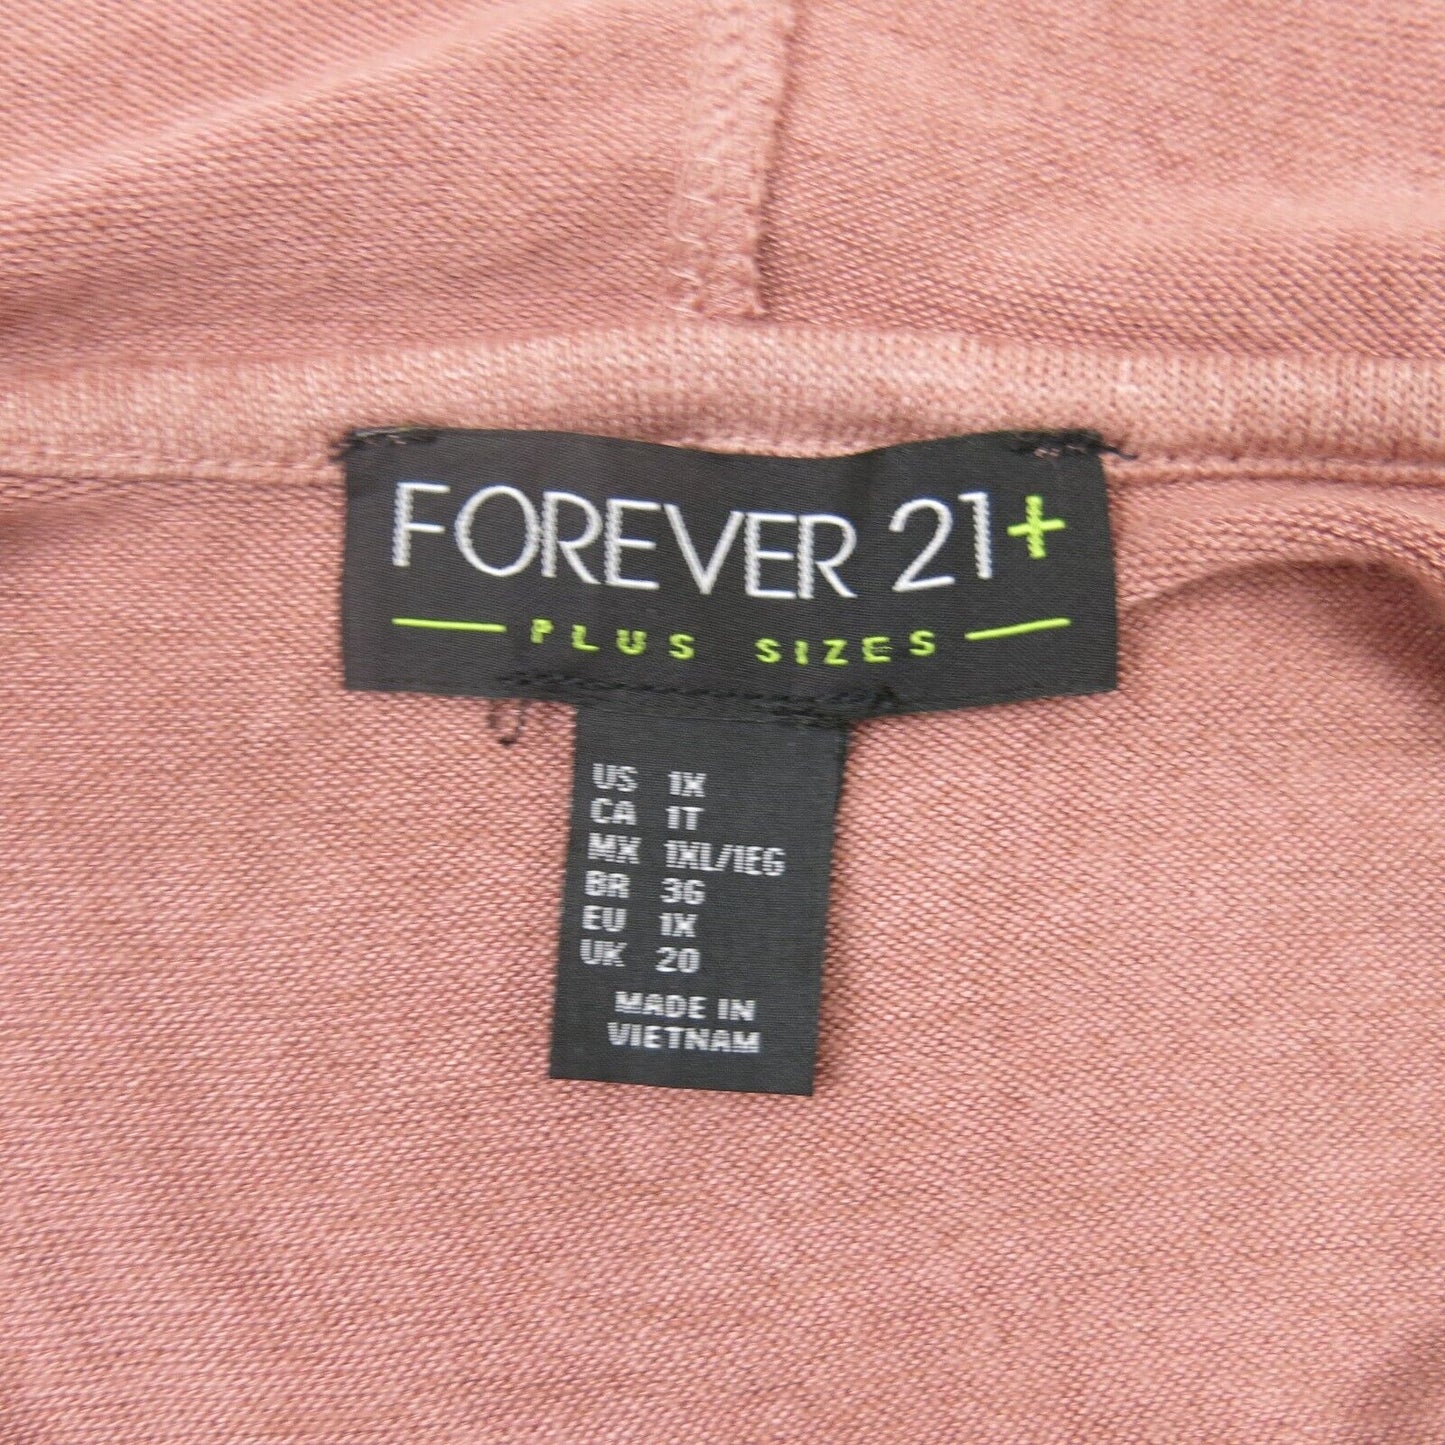 FOREVER 21+
PLUS SIZES
US 1X
CA 1T
MX 1XL/1EG
BR 3G
EU 1X
UK 20
MADE IN
VIETNAM